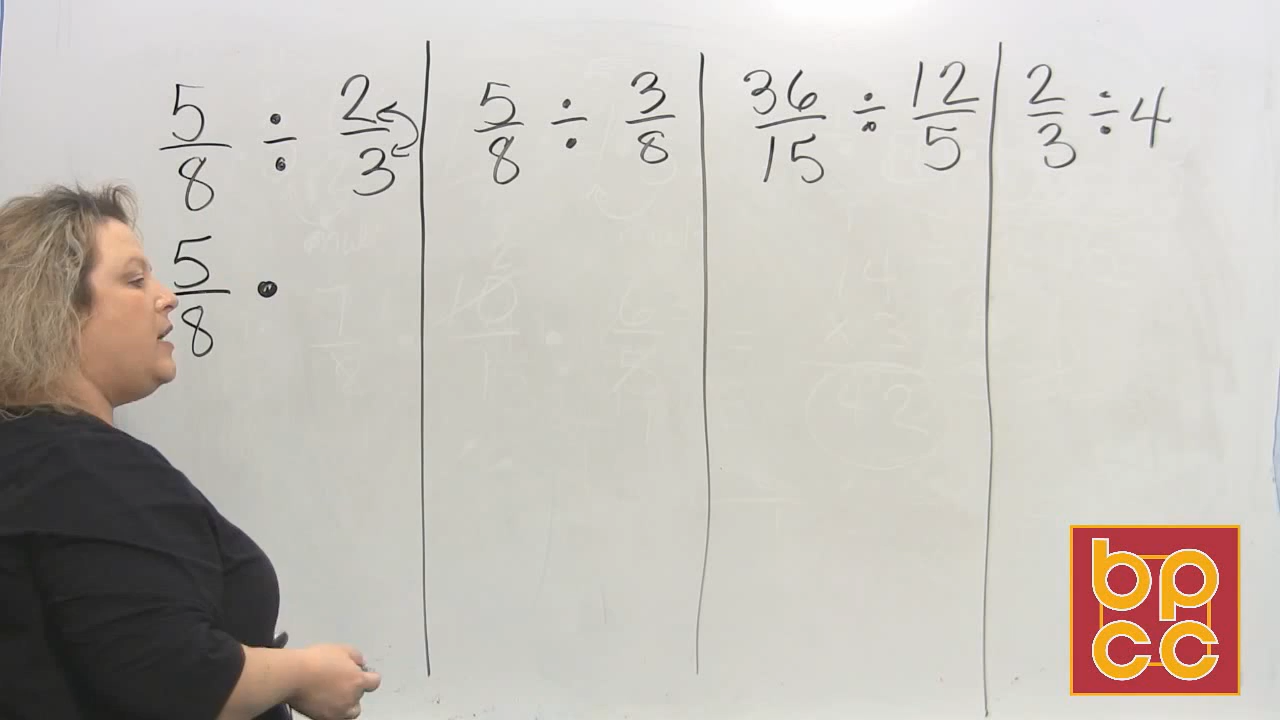 5/8 ÷ 2/3
5/8 •
5/8 ÷ 3/8
36/15 ÷ 12/5
2/3 ÷ 4
bp
cc